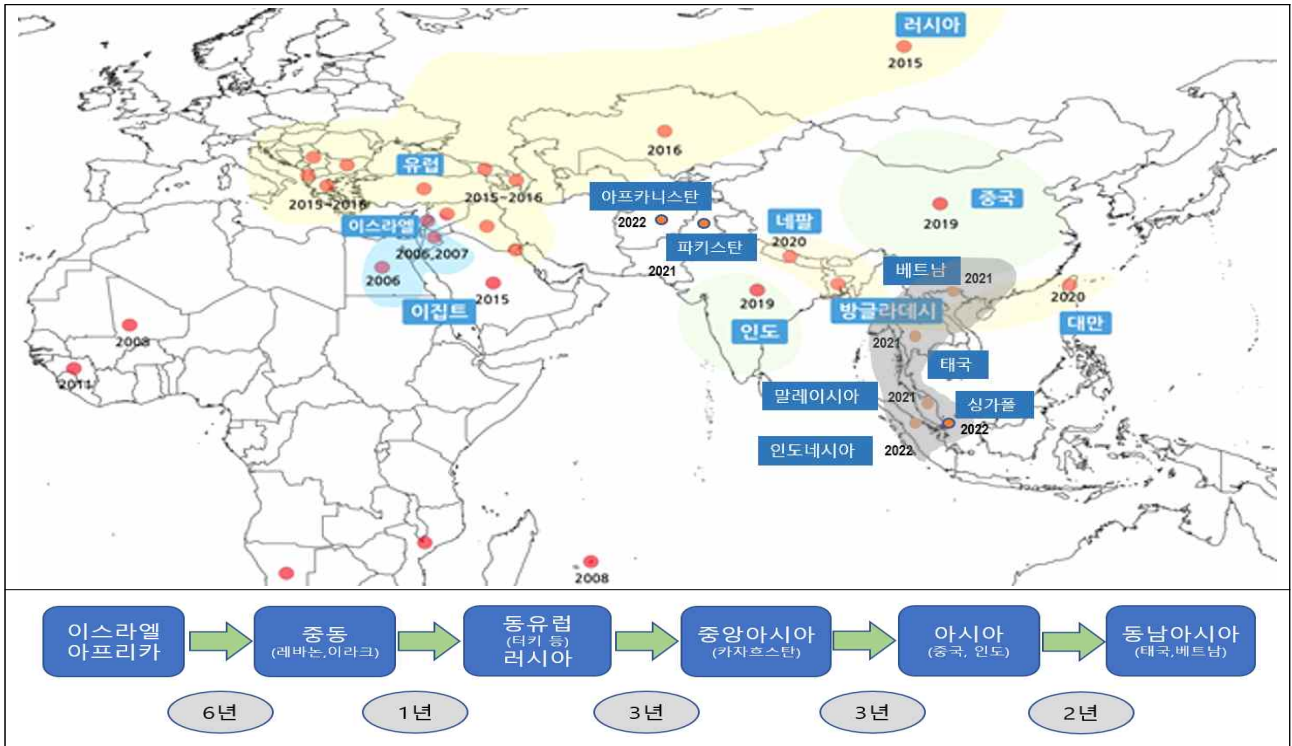 러시아
2015
2016
유럽
2015~2016
2015~2016
아프카니스탄
2022
중국
2019
이스라엘
2006,2007
네팔
2020
파키스탄
2021
베트남
2021
2006
2015
이집트
2019
인도
방글라데시
2020
대만
2021
태국
2008
2011
말레이시아
2021
싱가폴
2022
인도네시아
2022
2008
이스라엘
아프리카
중동
(레바논,이라크)
동유럽
(터키 등)
러시아
중앙아시아
(카자흐스탄)
아시아
(중국, 인도)
동남아시아
(태국,베트남)
6년
1년
3년
3년
2년